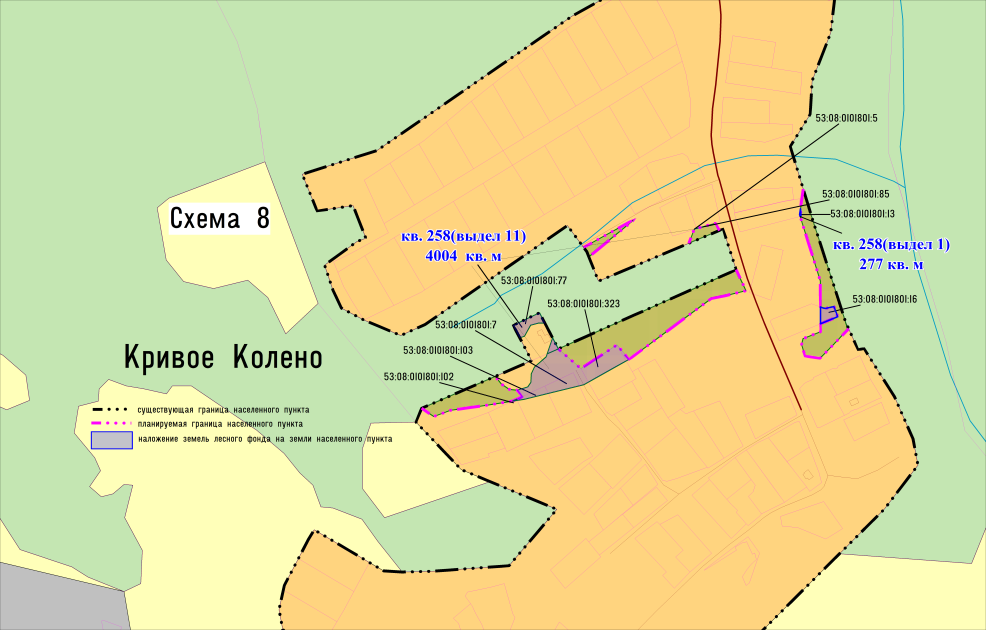 53:08:0101801:5
53:08:0101801:85
53:08:0101801:13
Схема 8
кв. 258(выдел 11)
4004 кв. м
кв. 258(выдел 1)
277 кв. м
53:08:0101801:77
53:08:0101801:323
53:08:0101801:16
53:08:0101801:7
53:08:0101801:103
53:08:0101801:102
Кривое Колено
существующая граница населенного пункта
планируемая граница населенного пункта
наложение земель лесного фонда на земли населенного пункта